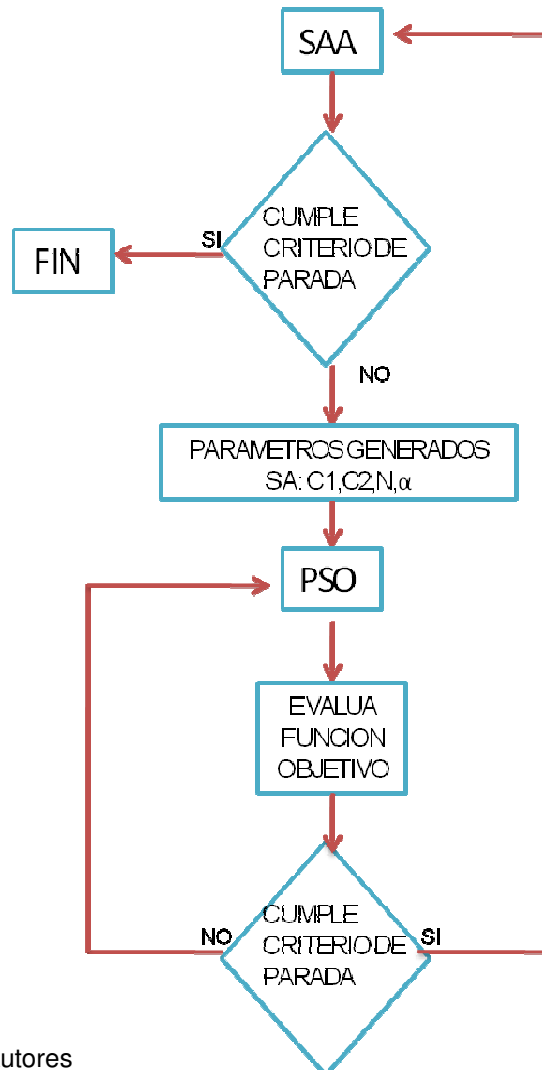 SAA
CUMPLE
CRITERIO DE
PARADA
SI
FIN
NO
PARAMETROS GENERADOS
SA: C1,C2,N,α
PSO
EVALUA
FUNCION
OBJETIVO
CUMPLE
CRITERIO DE
PARADA
NO
SI
utores